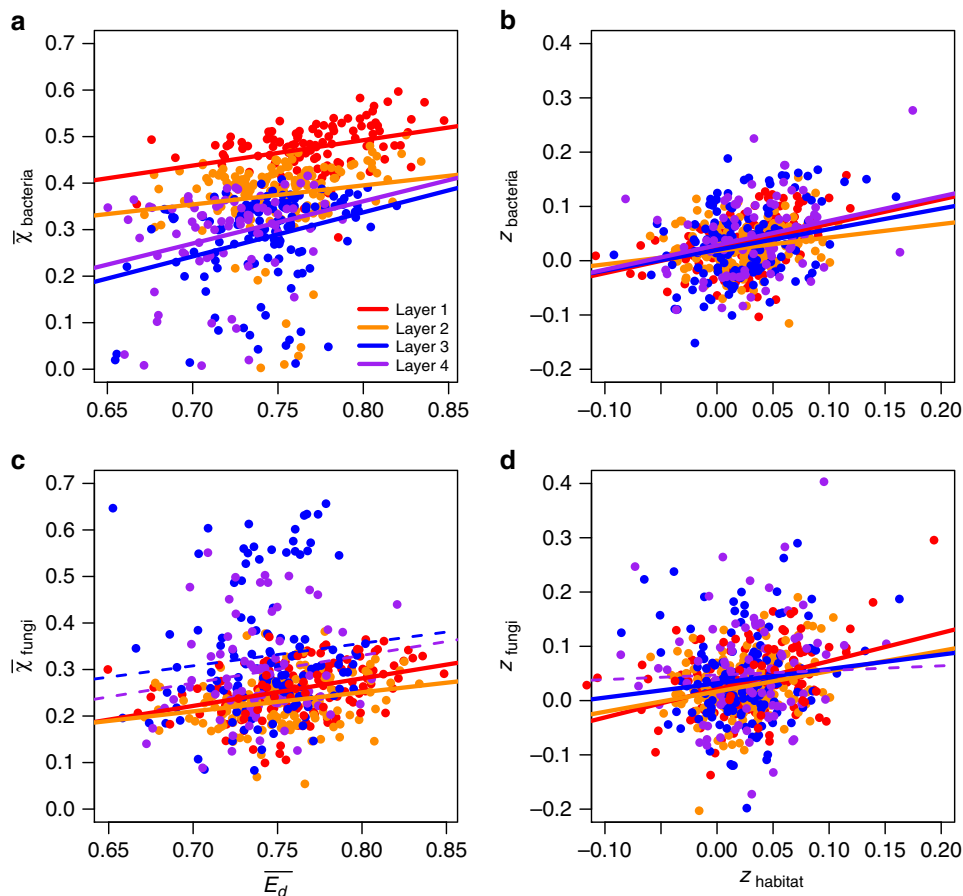 a
χ̅ bacteria
0.7
0.6
0.5
0.4
0.3
0.2
0.1
0.0
Layer 1
Layer 2
Layer 3
Layer 4
0.65 0.70 0.75 0.80 0.85
b
z bacteria
0.4
0.3
0.2
0.1
0.0
−0.1
−0.2
−0.10 0.00 0.05 0.10 0.15 0.20
c
χ̅ fungi
0.7
0.6
0.5
0.4
0.3
0.2
0.1
0.0
0.65 0.70 0.75 0.80 0.85
E̅d̅
d
z fungi
0.4
0.3
0.2
0.1
0.0
−0.1
−0.2
−0.10 0.00 0.05 0.10 0.15 0.20
z habitat